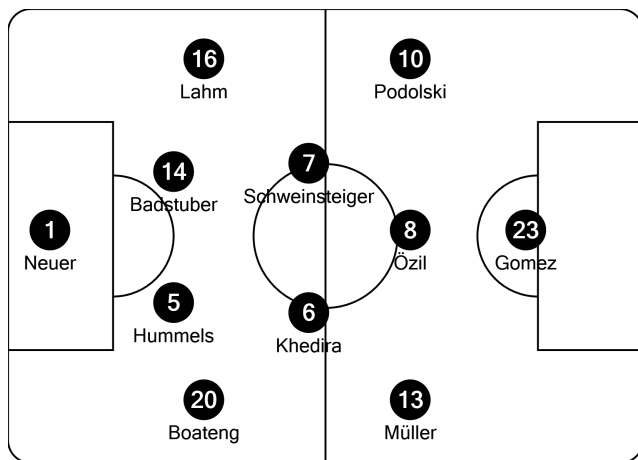 16
Lahm
10
Podolski
14
Badstuber
7
Schweinsteiger
1
Neuer
8
Özil
23
Gomez
5
Hummels
6
Khedira
20
Boateng
13
Müller